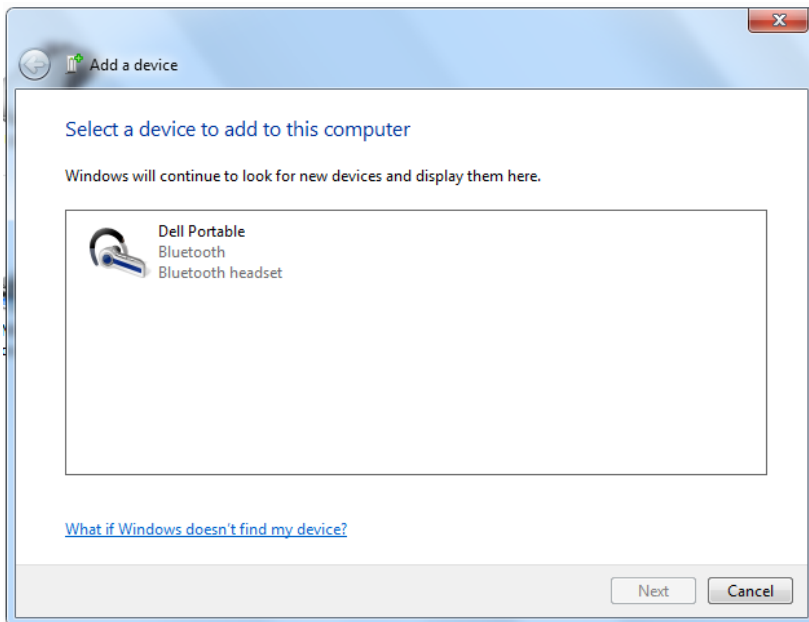 Add a device
Select a device to add to this computer
Windows will continue to look for new devices and display them here.
Dell Portable
Bluetooth
Bluetooth headset
What if Windows doesn't find my device?
Next
Cancel